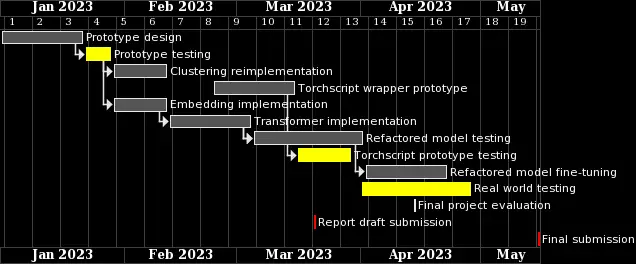 Jan 2023 Feb 2023 Mar 2023 Apr 2023 May
1 2 3 4 5 6 7 8 9 10 11 12 13 14 15 16 17 18 19
Prototype design
Prototype testing
Clustering reimplementation
Torchscript wrapper prototype
Embedding implementation
Transformer implementation
Refactored model testing
Torchscript prototype testing
Refactored model fine-tuning
Real world testing
Final project evaluation
Report draft submission
Final submission
Jan 2023 Feb 2023 Mar 2023 Apr 2023 May